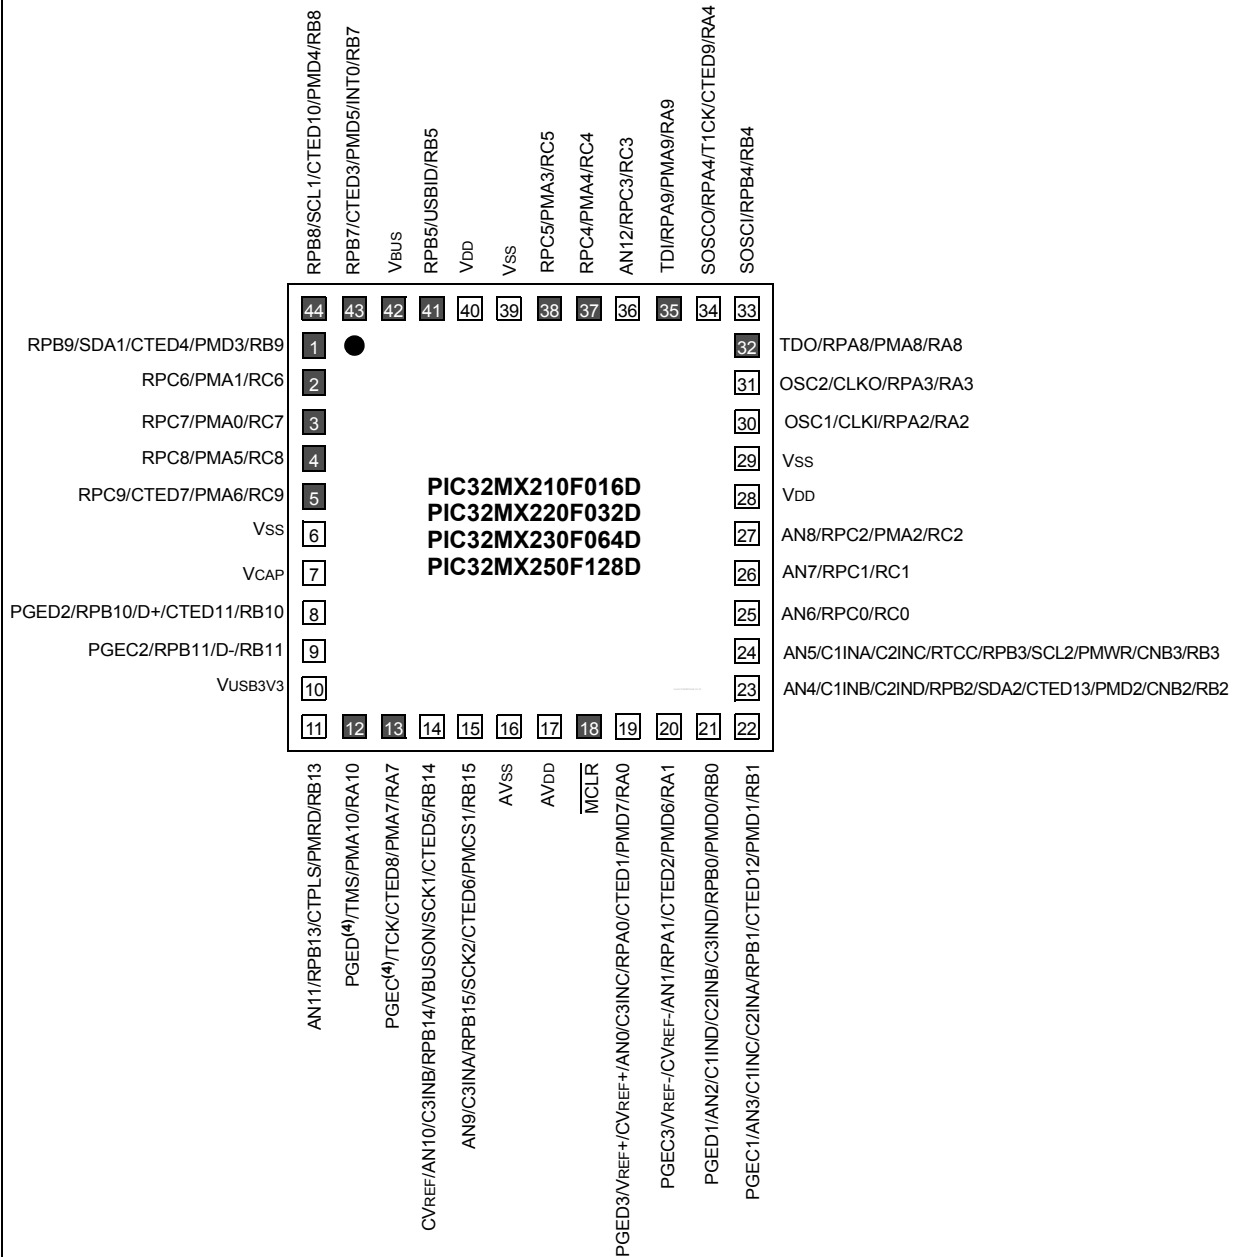 RPB8/SCL1/CTED10/PMD4/RB8
RPB7/CTED3/PMD5/INT0/RB7
VBUS
RPB5/USBID/RB5
VDD
VSS
RPC5/PMA3/RC5
RPC4/PMA4/RC4
AN12/RPC3/RC3
TDI/RPA9/PMA9/RA9
SOSCO/RPA4/T1CK/CTED9/RA4
SOSCI/RPB4/RB4
44 43 42 41 40 39 38 37 36 35 34 33
RPB9/SDA1/CTED4/PMD3/RB9 1
RPC6/PMA1/RC6 2
RPC7/PMA0/RC7 3
RPC8/PMA5/RC8 4
RPC9/CTED7/PMA6/RC9 5
VSS 6
VCAP 7
PGED2/RPB10/D+/CTED11/RB10 8
PGEC2/RPB11/D-/RB11 9
VUSB3V3 10
PIC32MX210F016D
PIC32MX220F032D
PIC32MX230F064D
PIC32MX250F128D
32 TDO/RPA8/PMA8/RA8
31 OSC2/CLKO/RPA3/RA3
30 OSC1/CLKI/RPA2/RA2
29 VSS
28 VDD
27 AN8/RPC2/PMA2/RC2
26 AN7/RPC1/RC1
25 AN6/RPC0/RC0
24 AN5/C1INA/C2INC/RTCC/RPB3/SCL2/PMWR/CNB3/RB3
23 AN4/C1INB/C2IND/RPB2/SDA2/CTED13/PMD2/CNB2/RB2
11 12 13 14 15 16 17 18 19 20 21 22
AN11/RPB13/CTPLS/PMRD/RB13
PGED(4)/TMS/PMA10/RA10
PGEC(4)/TCK/CTED8/PMA7/RA7
CVREF/AN10/C3INB/RPB14/VBUSON/SCK1/CTED5/RB14
AN9/C3INA/RPB15/SCK2/CTED6/PMCS1/RB15
AVSS
AVDD
MCLR
PGED3/VREF+/CVREF+/AN0/C3INC/RPA0/CTED1/PMD7/RA0
PGEC3/VREF-/CVREF-/AN1/RPA1/CTED2/PMD6/RA1
PGED1/AN2/C1IND/C2INB/C3IND/RPB0/PMD0/RB0
PGEC1/AN3/C1INC/C2INA/RPB1/CTED12/PMD1/RB1